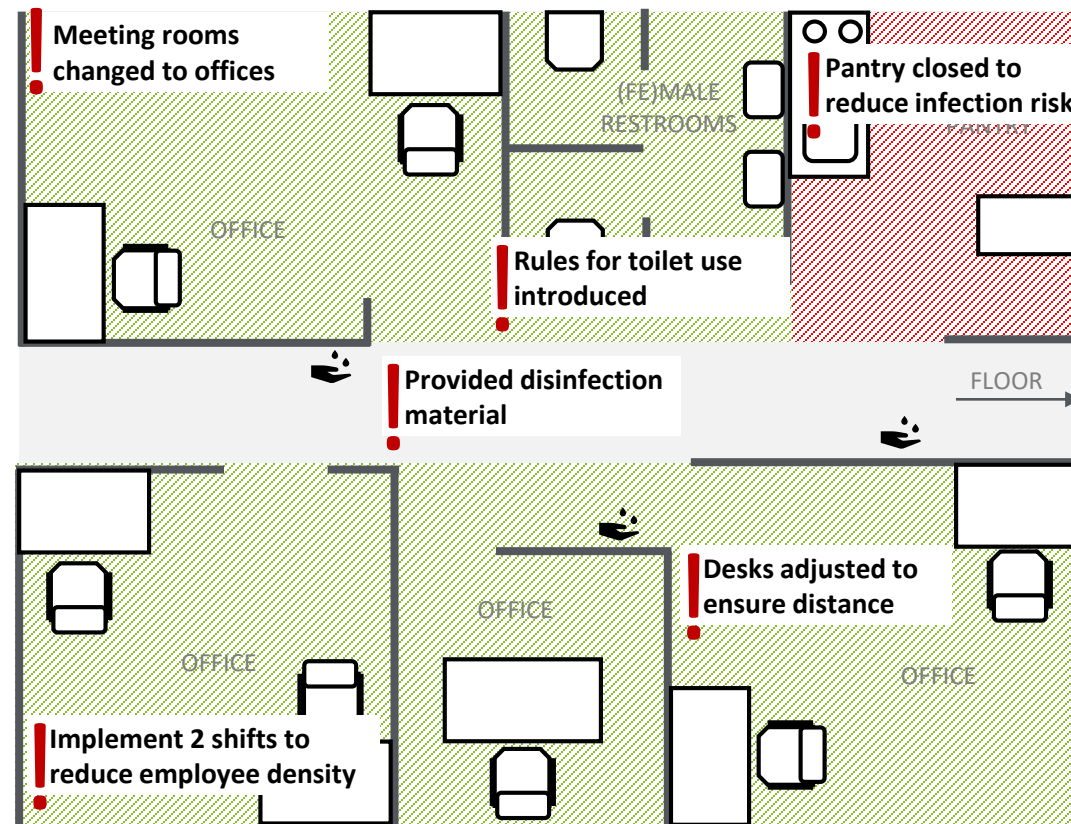 Meeting rooms
changed to offices
(FE)MALE
RESTROOMS
Pantry closed to
reduce infection risk
PANTRY
OFFICE
Rules for toilet use
introduced
Provided disinfection
material
FLOOR
Desks adjusted to
ensure distance
OFFICE
OFFICE
OFFICE
Implement 2 shifts to
reduce employee density